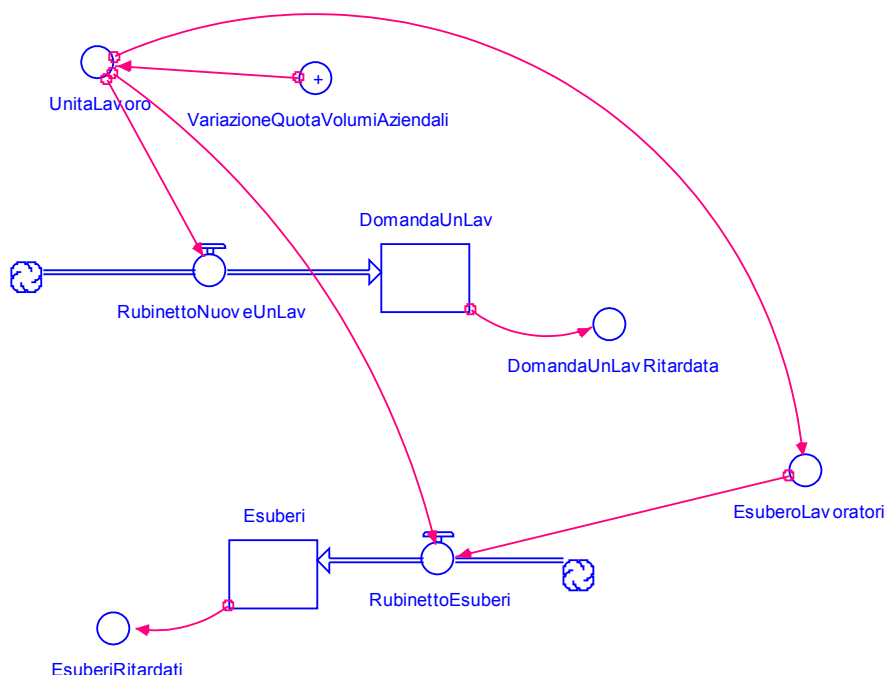 UnitaLavoro
+
VariazioneQuotaVolumiAziendali
DomandaUnLav
RubinettoNuoveUnLav
DomandaUnLavRitardata
EsuberoLavoratori
Esuberi
RubinettoEsuberi
EsuberiRitardati